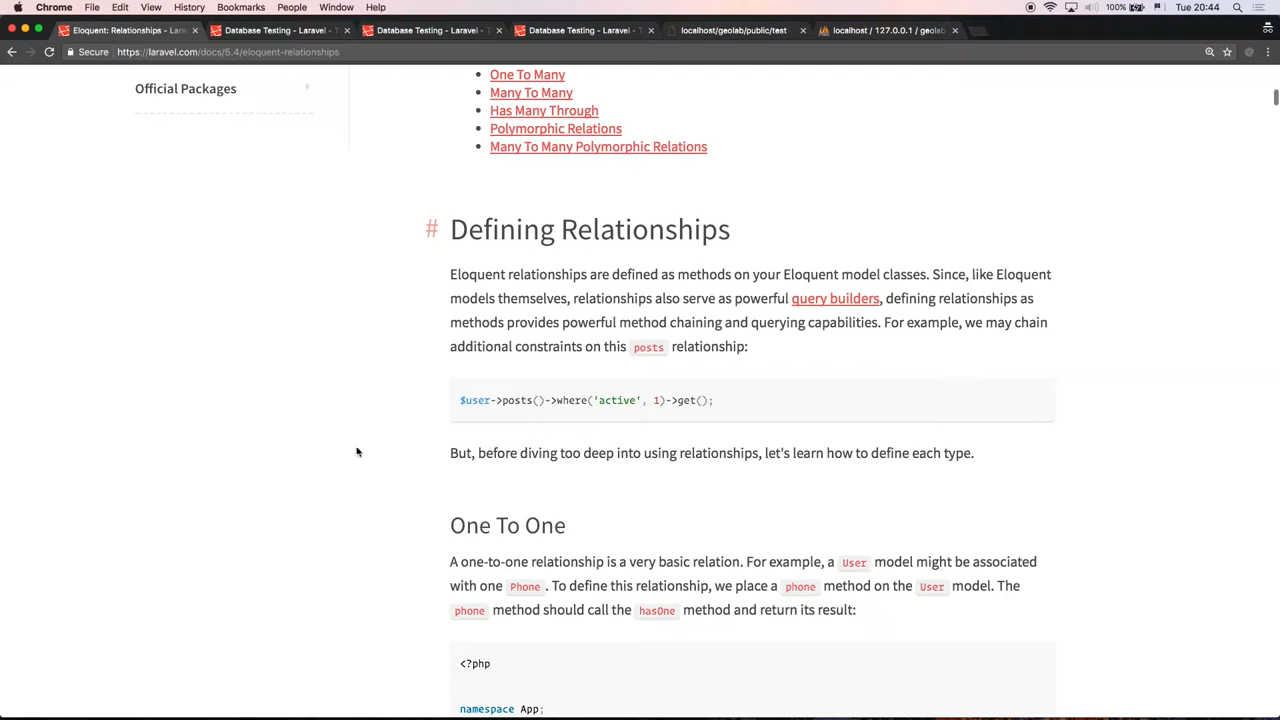 Chrome File Edit View History Bookmarks People Window Help 100% Tue 20:44
Eloquent: Relationships - Lara Database Testing - Laravel - T Database Testing - Laravel - T Database Testing - Laravel - T localhost/geolab/public/test localhost / 127.0.0.1 / geolab
Secure https://laravel.com/docs/5.4/eloquent-relationships
Official Packages
One To Many
Many To Many
Has Many Through
Polymorphic Relations
Many To Many Polymorphic Relations
# Defining Relationships
Eloquent relationships are defined as methods on your Eloquent model classes. Since, like Eloquent
models themselves, relationships also serve as powerful query builders, defining relationships as
methods provides powerful method chaining and querying capabilities. For example, we may chain
additional constraints on this posts relationship:
$user->posts()->where('active', 1)->get();
But, before diving too deep into using relationships, let's learn how to define each type.
One To One
A one-to-one relationship is a very basic relation. For example, a User model might be associated
with one Phone. To define this relationship, we place a phone method on the User model. The
phone method should call the hasOne method and return its result:
<?php
namespace App;